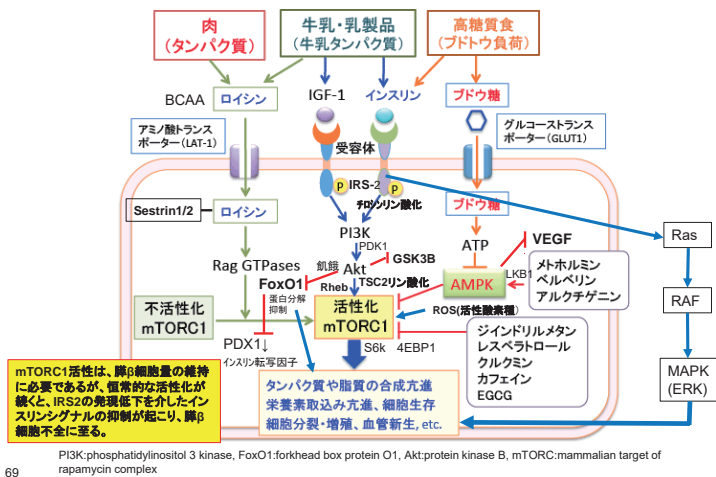 肉
(タンパク質)
牛乳・乳製品
(牛乳タンパク質)
高糖質食
(ブドトウ負荷)
BCAA
ロイシン
IGF-1
インスリン
ブドウ糖
アミノ酸トランス
ポーター(LAT-1)
受容体
グルコーストランス
ポーター(GLUT1)
P
IRS-2
P
チロシンリン酸化
Sestrin1/2
ロイシン
ブドウ糖
PI3K
PDK1
ATP
VEGF
Ras
Rag GTPases
飢餓
Akt
GSK3B
LKB1
メトホルミン
ベルベリン
アルクチゲニン
FoxO1
Rheb
TSC2リン酸化
AMPK
蛋白分解
抑制
RAF
不活性化
mTORC1
活性化
mTORC1
ROS(活性酸素種)
PDX1↓
インスリン転写因子
S6k
4EBP1
ジインドリルメタン
レスベラトロール
クルクミン
カフェイン
EGCG
MAPK
(ERK)
mTORC1活性は、膵β細胞量の維持
に必要であるが、恒常的な活性化が
続くと、IRS2の発現低下を介したイン
スリンシグナルの抑制が起こり、膵β
細胞不全に至る。
タンパク質や脂質の合成亢進
栄養素取込み亢進、細胞生存
細胞分裂・増殖、血管新生, etc.
PI3K:phosphatidylinositol 3 kinase, FoxO1:forkhead box protein O1, Akt:protein kinase B, mTORC:mammalian target of
rapamycin complex
69